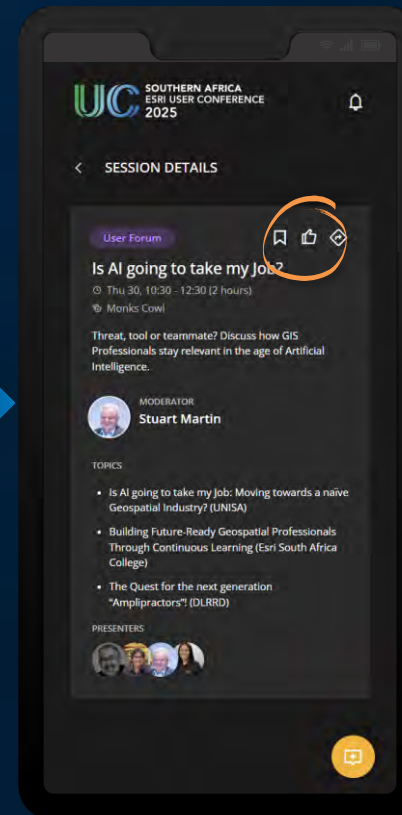 UC SOUTHERN AFRICA
ESRI USER CONFERENCE
2025
SESSION DETAILS
User Forum
Is AI going to take my Job?
Thu 30, 10:30 - 12:30 (2 hours)
Monks Cowl
Threat, tool or teammate? Discuss how GIS
Professionals stay relevant in the age of Artificial
Intelligence.
MODERATOR
Stuart Martin
TOPICS
• Is AI going to take my Job: Moving towards a naïve
Geospatial Industry? (UNISA)
• Building Future-Ready Geospatial Professionals
Through Continuous Learning (Esri South Africa
College)
• The Quest for the next generation
"Amplipractors"! (DLRRD)
PRESENTERS